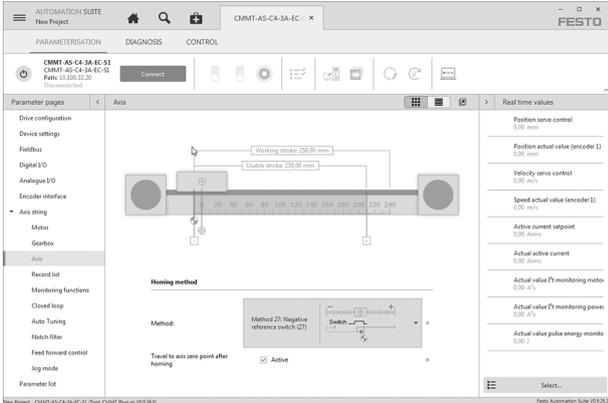 AUTOMATION SUITE
New Project
CMMT-AS-C4-3A-EC-S
FESTO
PARAMETERISATION DIAGNOSIS CONTROL
CMMT-AS-C4-3A-EC-S1
CMMT-AS-C4-3A-EC-S1
Path: 10.100.32.20
Disconnected
Connect
Parameter pages
Axis
Real time values
Drive configuration
Device settings
Fieldbus
Digital I/O
Analogue I/O
Encoder interface
Axis string
Motor
Gearbox
Axis
Record list
Monitoring functions
Closed loop
Auto Tuning
Notch filter
Feed forward control
Jog mode
Parameter list
Working stroke: 250,00 mm
Usable stroke: 230,00 mm
0 20 40 60 80 100 120 140 160 180 200 220 240
Homing method
Method:
Method 27: Negative reference switch (27)
Switch
Travel to axis zero point after homing
Active
Position servo control
0,00 mm
Position actual value (encoder 1)
0,00 mm
Velocity servo control
0,00 m/s
Speed actual value (encoder1)
0,00 m/s
Active current setpoint
0,00 Arms
Actual active current
0,00 Arms
Actual value I²t monitoring motor
0,00 A²s
Actual value I²t monitoring power
0,00 A²s
Actual value pulse energy monito
0,00 J
Select...
Festo Automation Suite